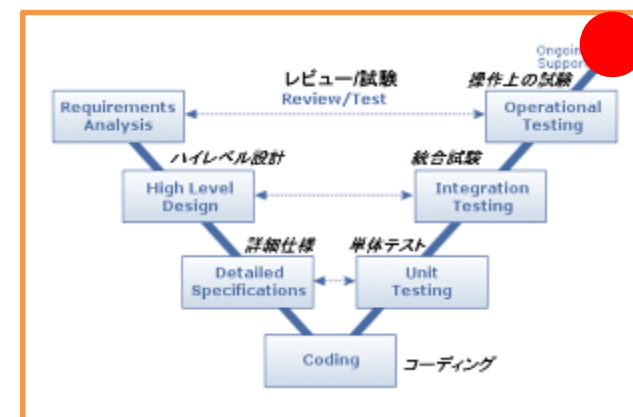 Support
レビュー/試験
操作上の試験
Review/Test
Requirements
Analysis
Operational
Testing
ハイレベル設計
統合試験
High Level
Design
Integration
Testing
詳細仕様
単体テスト
Detailed
Specifications
Unit
Testing
Coding
コーディング